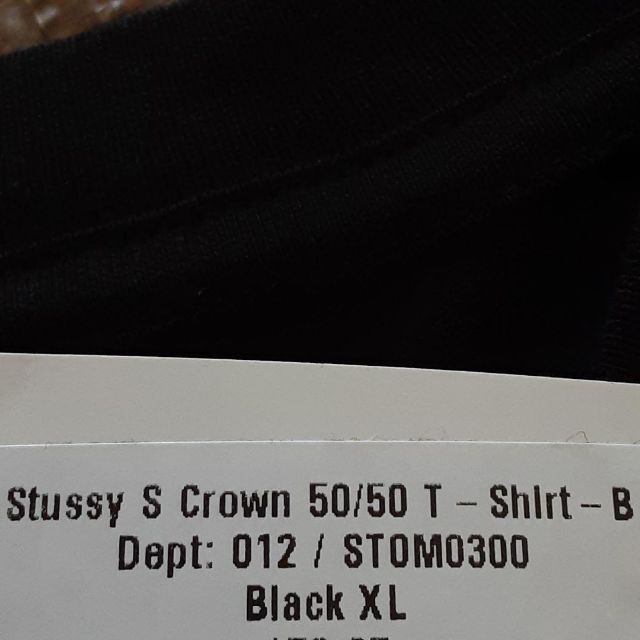 Stussy S Crown 50/50 T - Shirt - B
Dept: 012 / STOM0300
Black XL